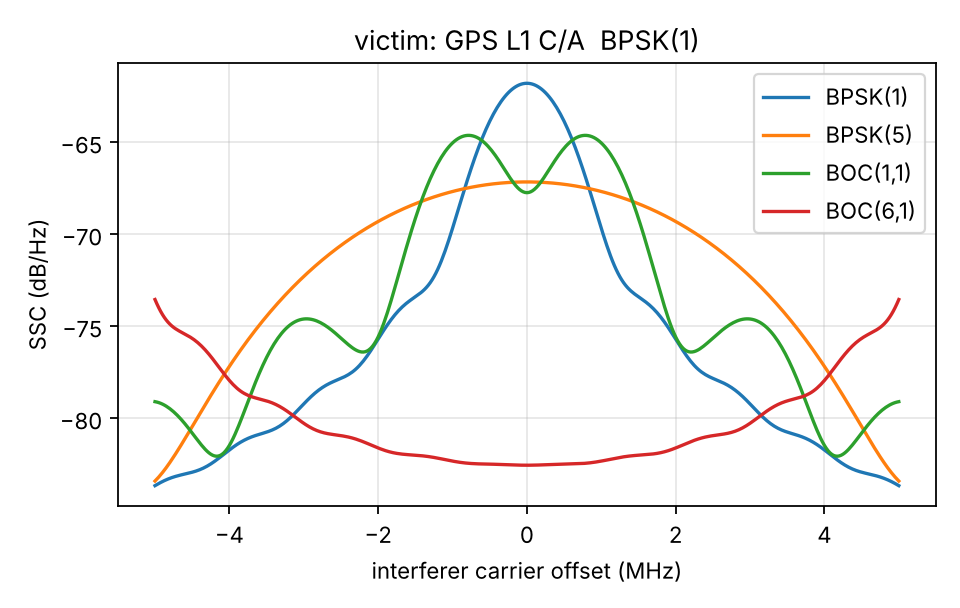 victim: GPS L1 C/A  BPSK(1)
BPSK(1)
BPSK(5)
BOC(1,1)
BOC(6,1)
SSC (dB/Hz)
−65
−70
−75
−80
−4
−2
0
2
4
interferer carrier offset (MHz)